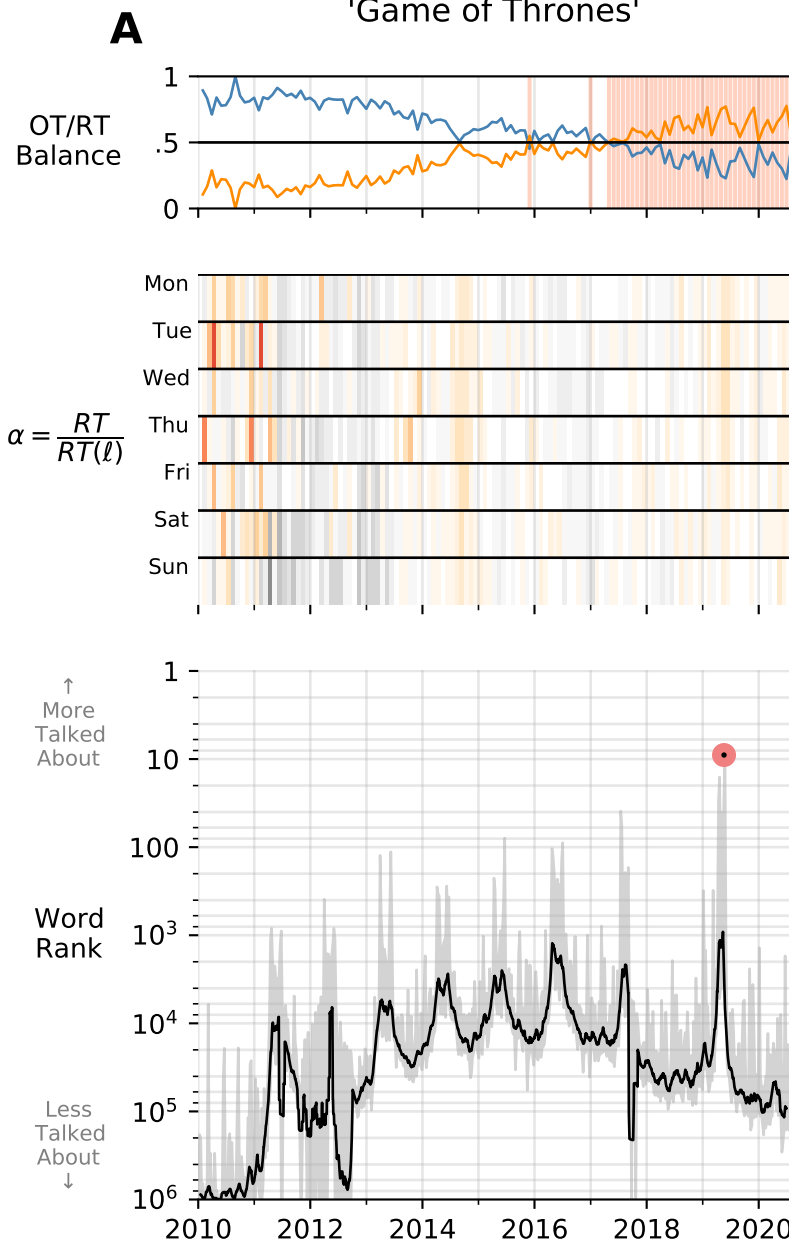 'Game of Thrones'
A
1
OT/RT
Balance
.5
0
Mon
Tue
Wed
Thu
α = RT / RT(ℓ)
Fri
Sat
Sun
1
↑
More
Talked
About
10
100
Word
Rank
10³
10⁴
Less
Talked
About
↓
10⁵
10⁶
2010 2012 2014 2016 2018 2020